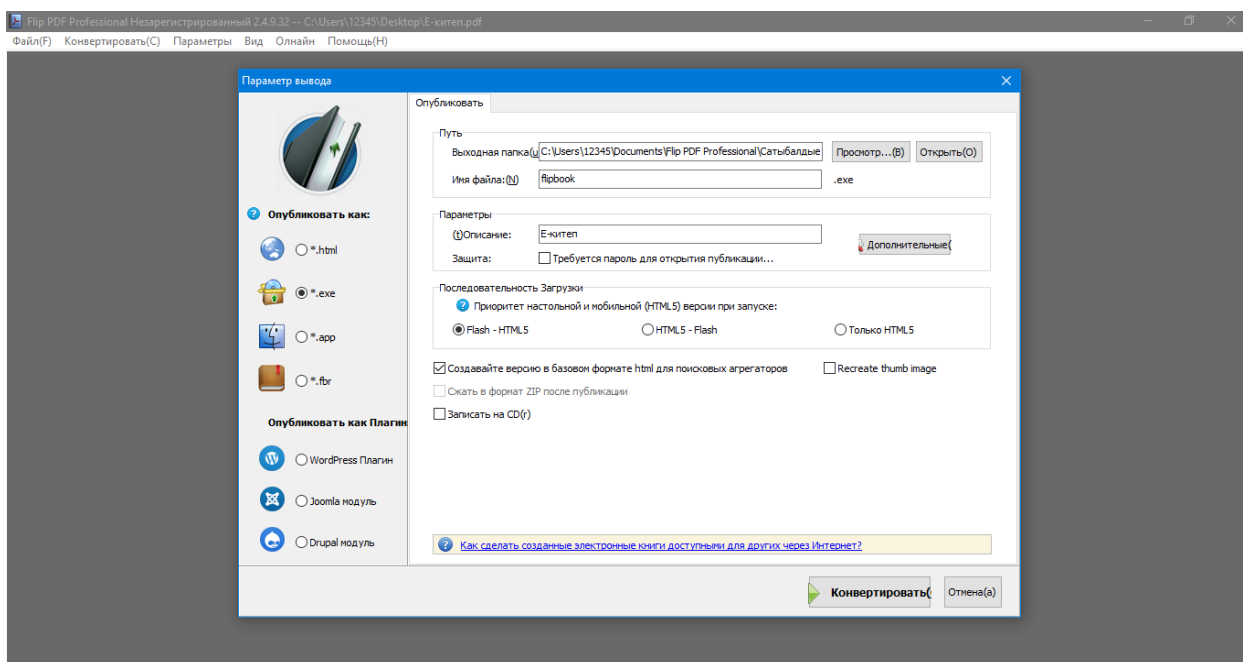 Flip PDF Professional Незарегистрированный 2.4.9.32 -- C:\Users\12345\Desktop\Е-китеп.pdf
Файл(F) Конвертировать(C) Параметры Вид Олнайн Помощь(H)
Параметр вывода
Опубликовать
Путь
Выходная папка(u C:\Users\12345\Documents\Flip PDF Professional\Сатыбалдые Просмотр...(B) Открыть(O)
Имя файла:(N) flipbook .exe
Опубликовать как:
*.html
*.exe
*.app
*.fbr
Опубликовать как Плагин
WordPress Плагин
Joomla модуль
Drupal модуль
Параметры
(t)Описание: Е-китеп
Дополнительные(
Защита: Требуется пароль для открытия публикации...
Последовательность Загрузки
Приоритет настольной и мобильной (HTML5) версии при запуске:
Flash - HTML5 HTML5 - Flash Только HTML5
Создавайте версию в базовом формате html для поисковых агрегаторов Recreate thumb image
Сжать в формат ZIP после публикации
Записать на CD(r)
Как сделать созданные электронные книги доступными для других через Интернет?
Конвертировать( Отмена(a)